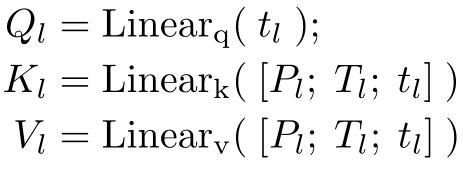 Q_l = Linear_q( t_l );
K_l = Linear_k( [P_l; T_l; t_l] )
V_l = Linear_v( [P_l; T_l; t_l] )